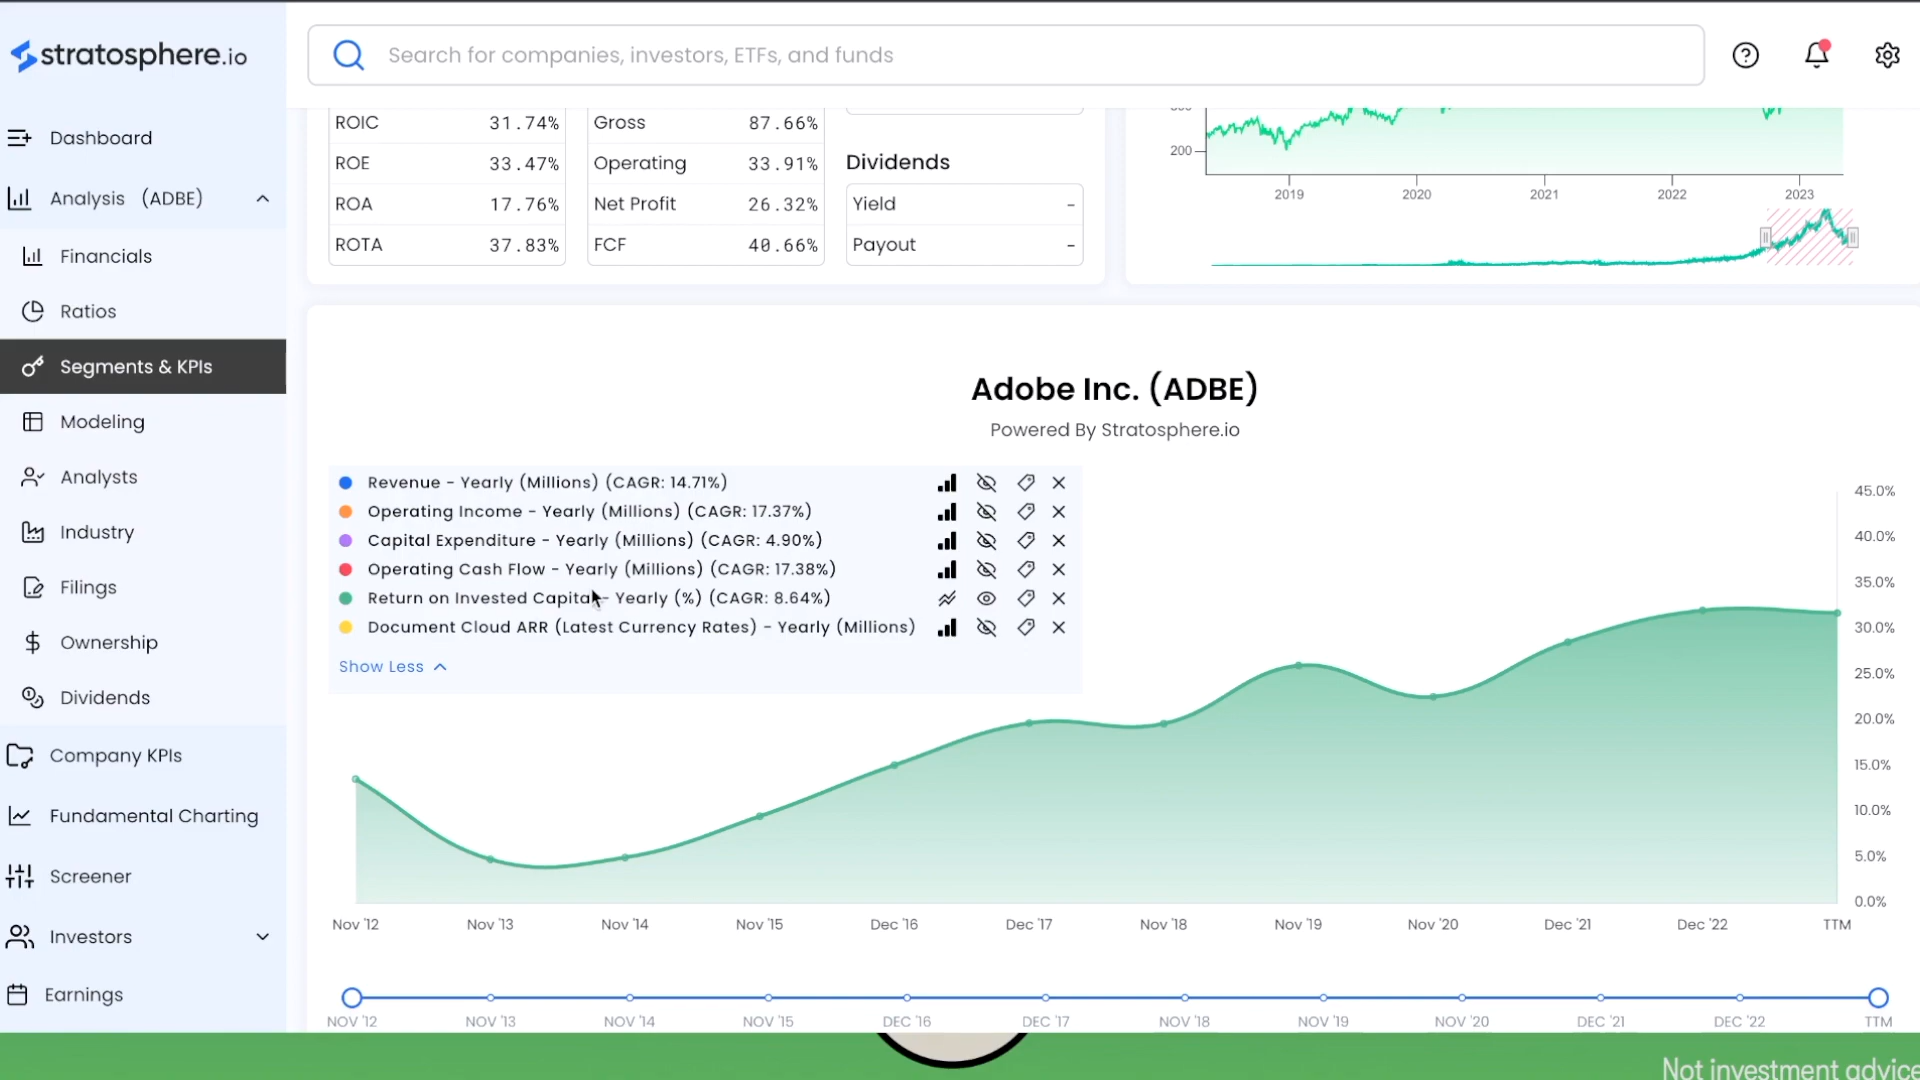 stratosphere.io
Search for companies, investors, ETFs, and funds
Dashboard
Analysis (ADBE)
Financials
Ratios
Segments & KPIs
Modeling
Analysts
Industry
Filings
Ownership
Dividends
Company KPIs
Fundamental Charting
Screener
Investors
Earnings
ROIC 31.74%
ROE 33.47%
ROA 17.76%
ROTA 37.83%
Gross 87.66%
Operating 33.91%
Net Profit 26.32%
FCF 40.66%
Dividends
Yield -
Payout -
200
2019 2020 2021 2022 2023
Adobe Inc. (ADBE)
Powered By Stratosphere.io
Revenue - Yearly (Millions) (CAGR: 14.71%)
Operating Income - Yearly (Millions) (CAGR: 17.37%)
Capital Expenditure - Yearly (Millions) (CAGR: 4.90%)
Operating Cash Flow - Yearly (Millions) (CAGR: 17.38%)
Return on Invested Capital - Yearly (%) (CAGR: 8.64%)
Document Cloud ARR (Latest Currency Rates) - Yearly (Millions)
Show Less
45.0%
40.0%
35.0%
30.0%
25.0%
20.0%
15.0%
10.0%
5.0%
0.0%
Nov '12 Nov '13 Nov '14 Nov '15 Dec '16 Dec '17 Nov '18 Nov '19 Nov '20 Dec '21 Dec '22 TTM
NOV '12 NOV '13 NOV '14 NOV '15 DEC '16 DEC '17 NOV '18 NOV '19 NOV '20 DEC '21 DEC '22 TTM
Not investment advice